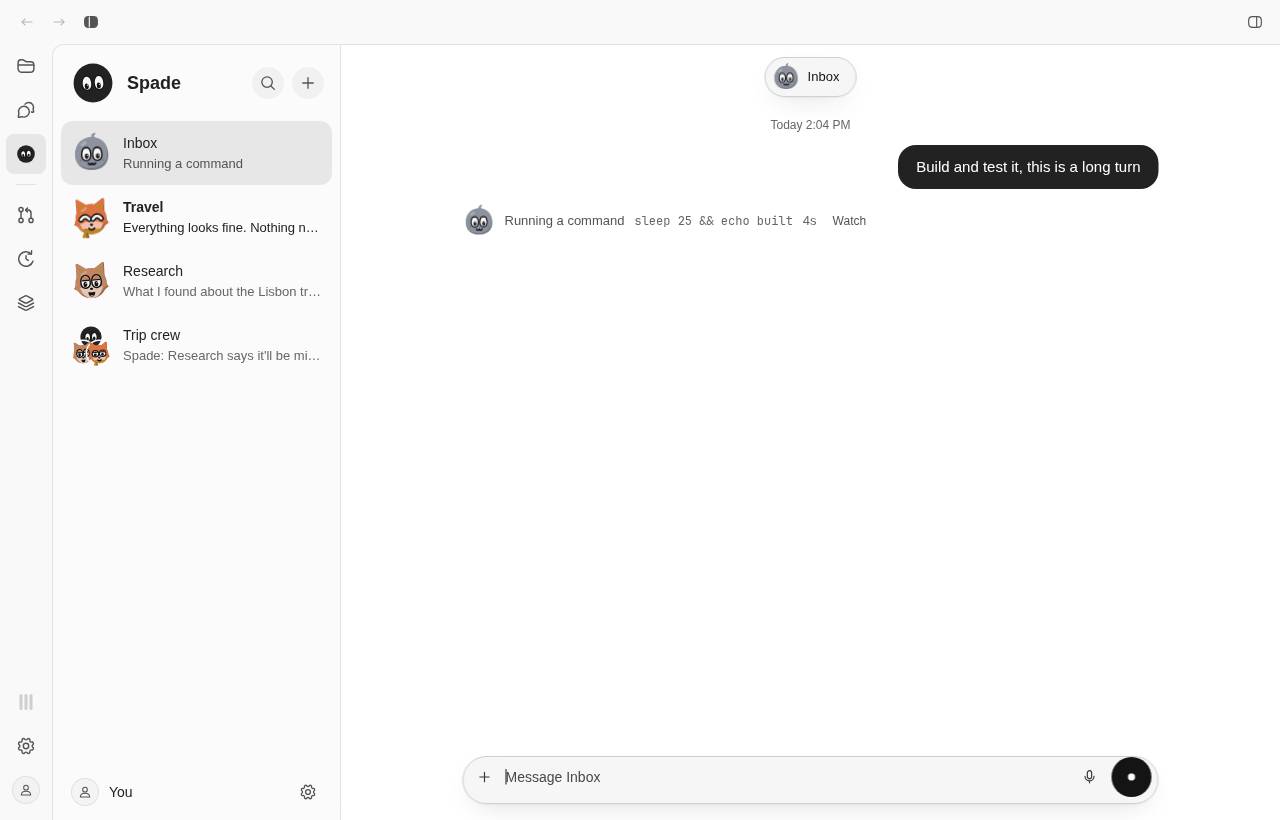 Spade
Inbox
Running a command
Travel
Everything looks fine. Nothing n…
Research
What I found about the Lisbon tr…
Trip crew
Spade: Research says it'll be mi…
You
Inbox
Today 2:04 PM
Build and test it, this is a long turn
Running a command sleep 25 && echo built 4s Watch
Message Inbox